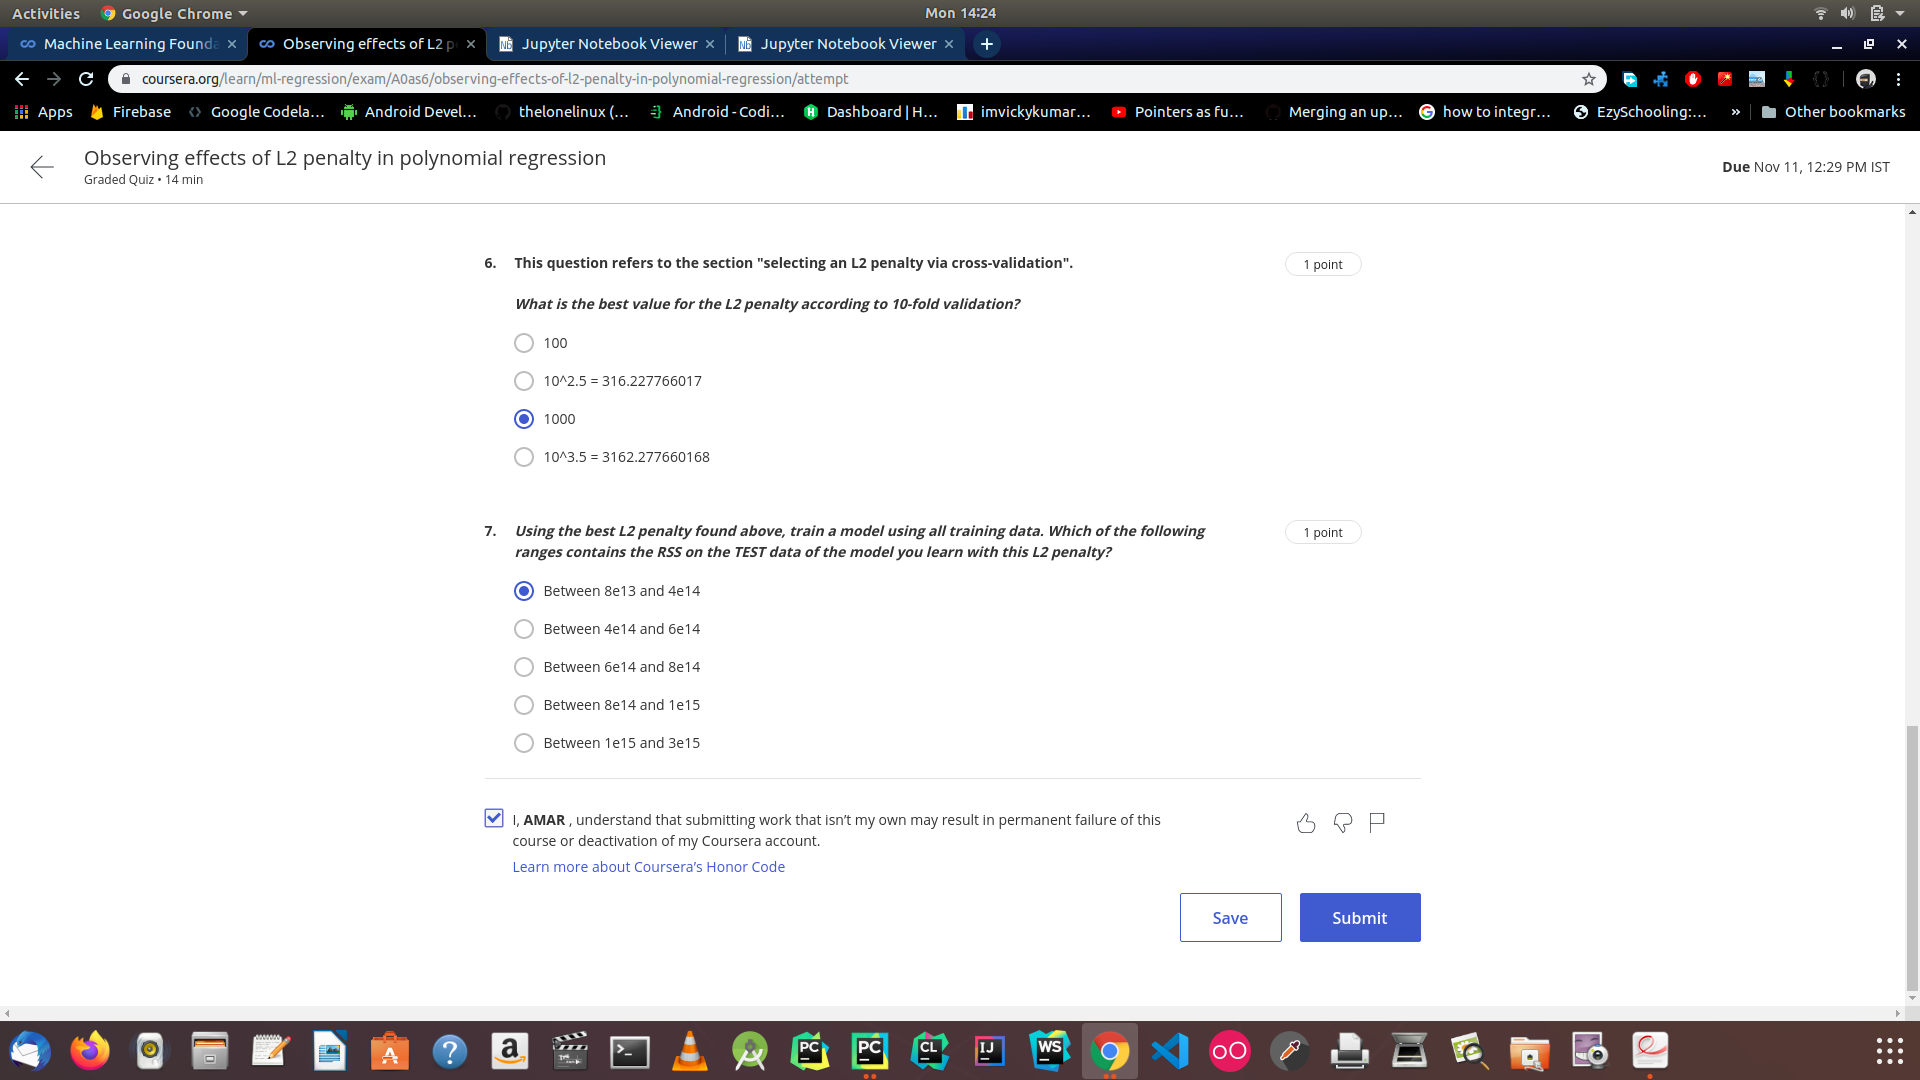 Activities Google Chrome Mon 14:24
Machine Learning Founda Observing effects of L2 p Jupyter Notebook Viewer Jupyter Notebook Viewer
coursera.org/learn/ml-regression/exam/A0as6/observing-effects-of-l2-penalty-in-polynomial-regression/attempt
Apps Firebase Google Codela... Android Devel... thelonelinux (... Android - Codi... Dashboard | H... imvickykumar... Pointers as fu... Merging an up... how to integr... EzySchooling:... » Other bookmarks
Observing effects of L2 penalty in polynomial regression
Graded Quiz • 14 min
Due Nov 11, 12:29 PM IST
6. This question refers to the section "selecting an L2 penalty via cross-validation". 1 point
What is the best value for the L2 penalty according to 10-fold validation?
100
10^2.5 = 316.227766017
1000
10^3.5 = 3162.277660168
7. Using the best L2 penalty found above, train a model using all training data. Which of the following 1 point
ranges contains the RSS on the TEST data of the model you learn with this L2 penalty?
Between 8e13 and 4e14
Between 4e14 and 6e14
Between 6e14 and 8e14
Between 8e14 and 1e15
Between 1e15 and 3e15
I, AMAR , understand that submitting work that isn’t my own may result in permanent failure of this
course or deactivation of my Coursera account.
Learn more about Coursera’s Honor Code
Save Submit
a PC PC CL IJ WS